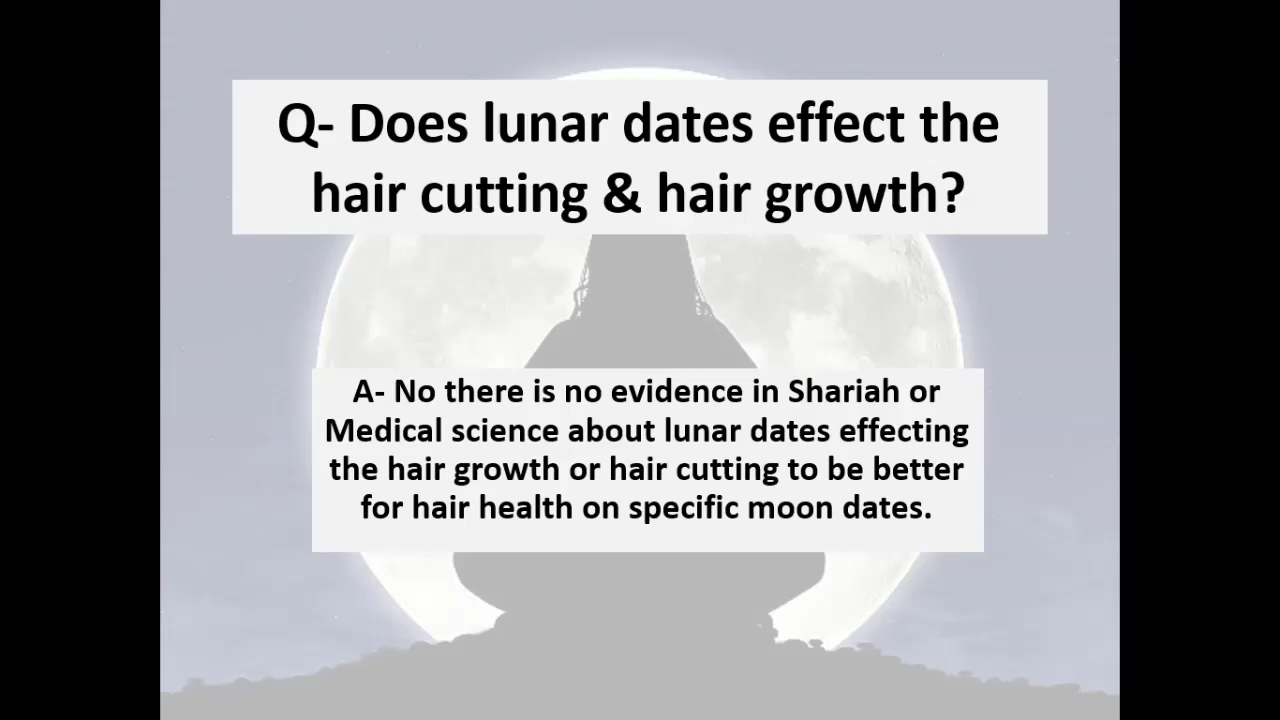 Q- Does lunar dates effect the
hair cutting & hair growth?
A- No there is no evidence in Shariah or
Medical science about lunar dates effecting
the hair growth or hair cutting to be better
for hair health on specific moon dates.